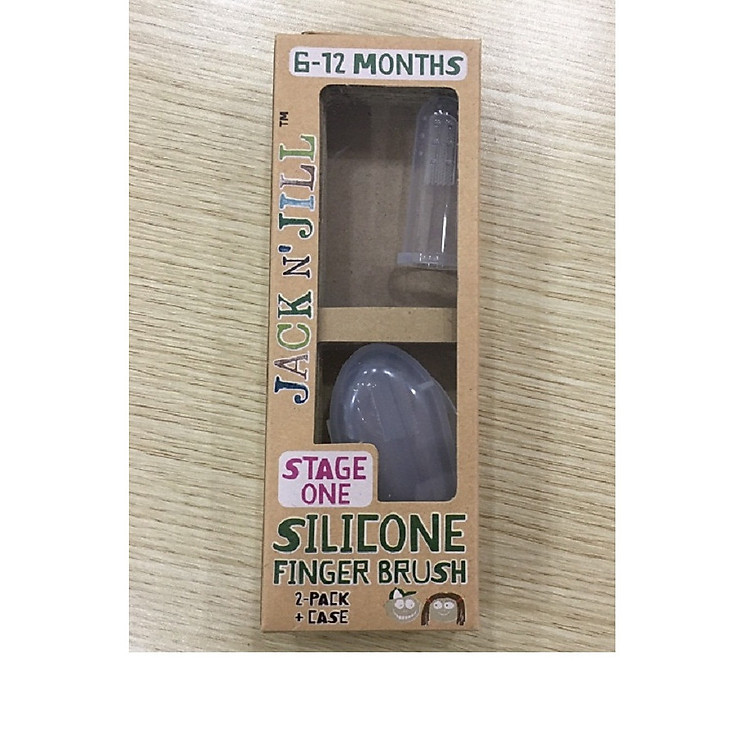 6-12 MONTHS
JACK N' JILL™
STAGE
ONE
SILICONE
FINGER BRUSH
2-PACK
+ CASE